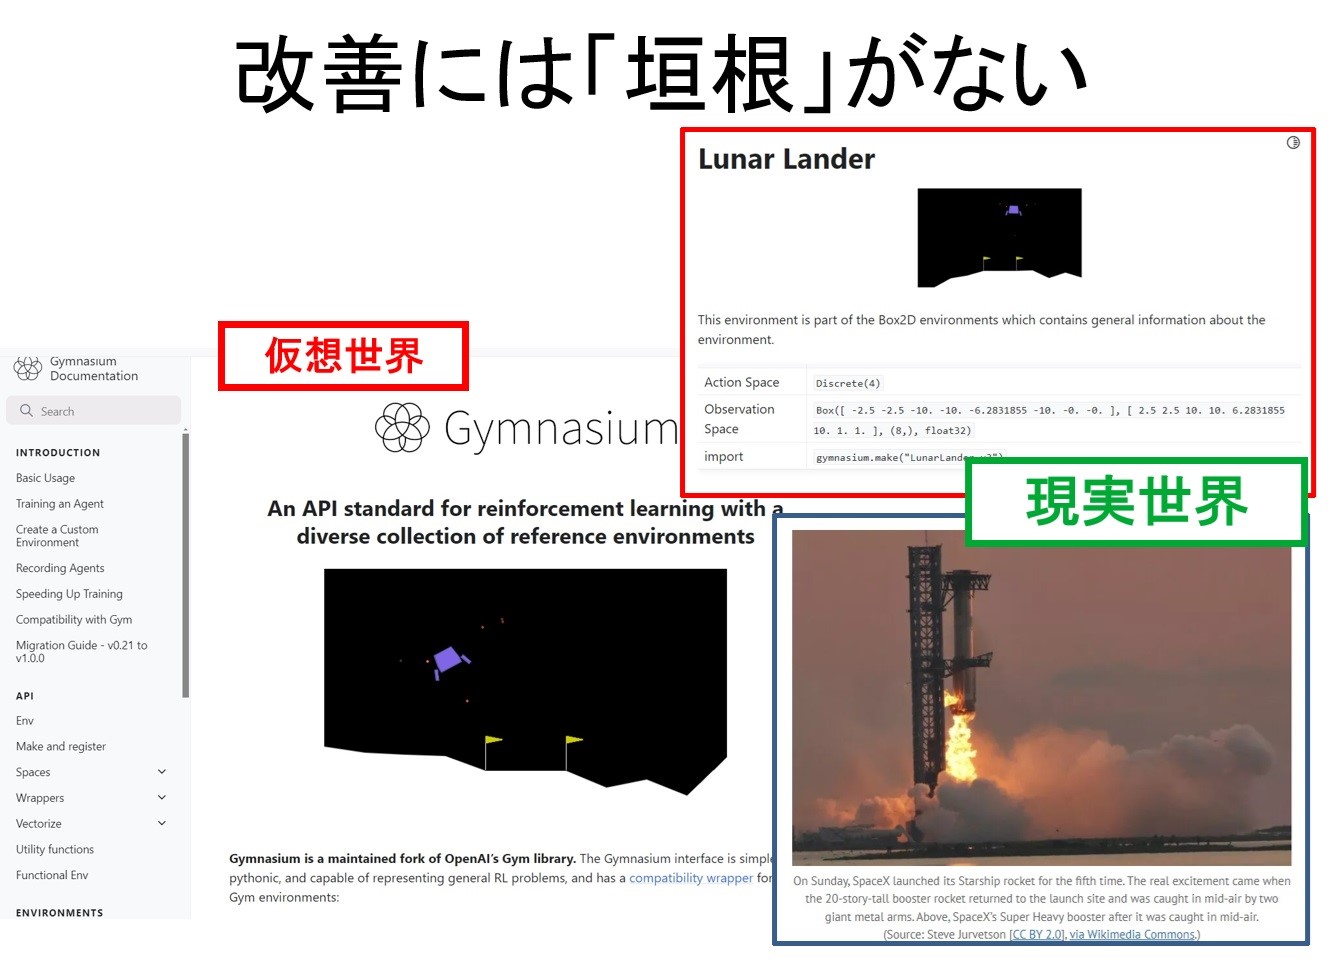 改善には「垣根」がない
Lunar Lander
This environment is part of the Box2D environments which contains general information about the
environment.
Action Space
Discrete(4)
Observation
Space
Box([ -2.5 -2.5 -10. -10. -6.2831855 -10. -0. -0. ], [ 2.5 2.5 10. 10. 6.2831855
10. 1. 1. ], (8,), float32)
import
gymnasium.make("LunarLander-v3")
仮想世界
Gymnasium
Documentation
Search
INTRODUCTION
Basic Usage
Training an Agent
Create a Custom
Environment
Recording Agents
Speeding Up Training
Compatibility with Gym
Migration Guide - v0.21 to
v1.0.0
API
Env
Make and register
Spaces
Wrappers
Vectorize
Utility functions
Functional Env
ENVIRONMENTS
Gymnasium
An API standard for reinforcement learning with a
diverse collection of reference environments
Gymnasium is a maintained fork of OpenAI's Gym library. The Gymnasium interface is simple
pythonic, and capable of representing general RL problems, and has a compatibility wrapper for
Gym environments:
現実世界
On Sunday, SpaceX launched its Starship rocket for the fifth time. The real excitement came when
the 20-story-tall booster rocket returned to the launch site and was caught in mid-air by two
giant metal arms. Above, SpaceX's Super Heavy booster after it was caught in mid-air.
(Source: Steve Jurvetson [CC BY 2.0], via Wikimedia Commons.)